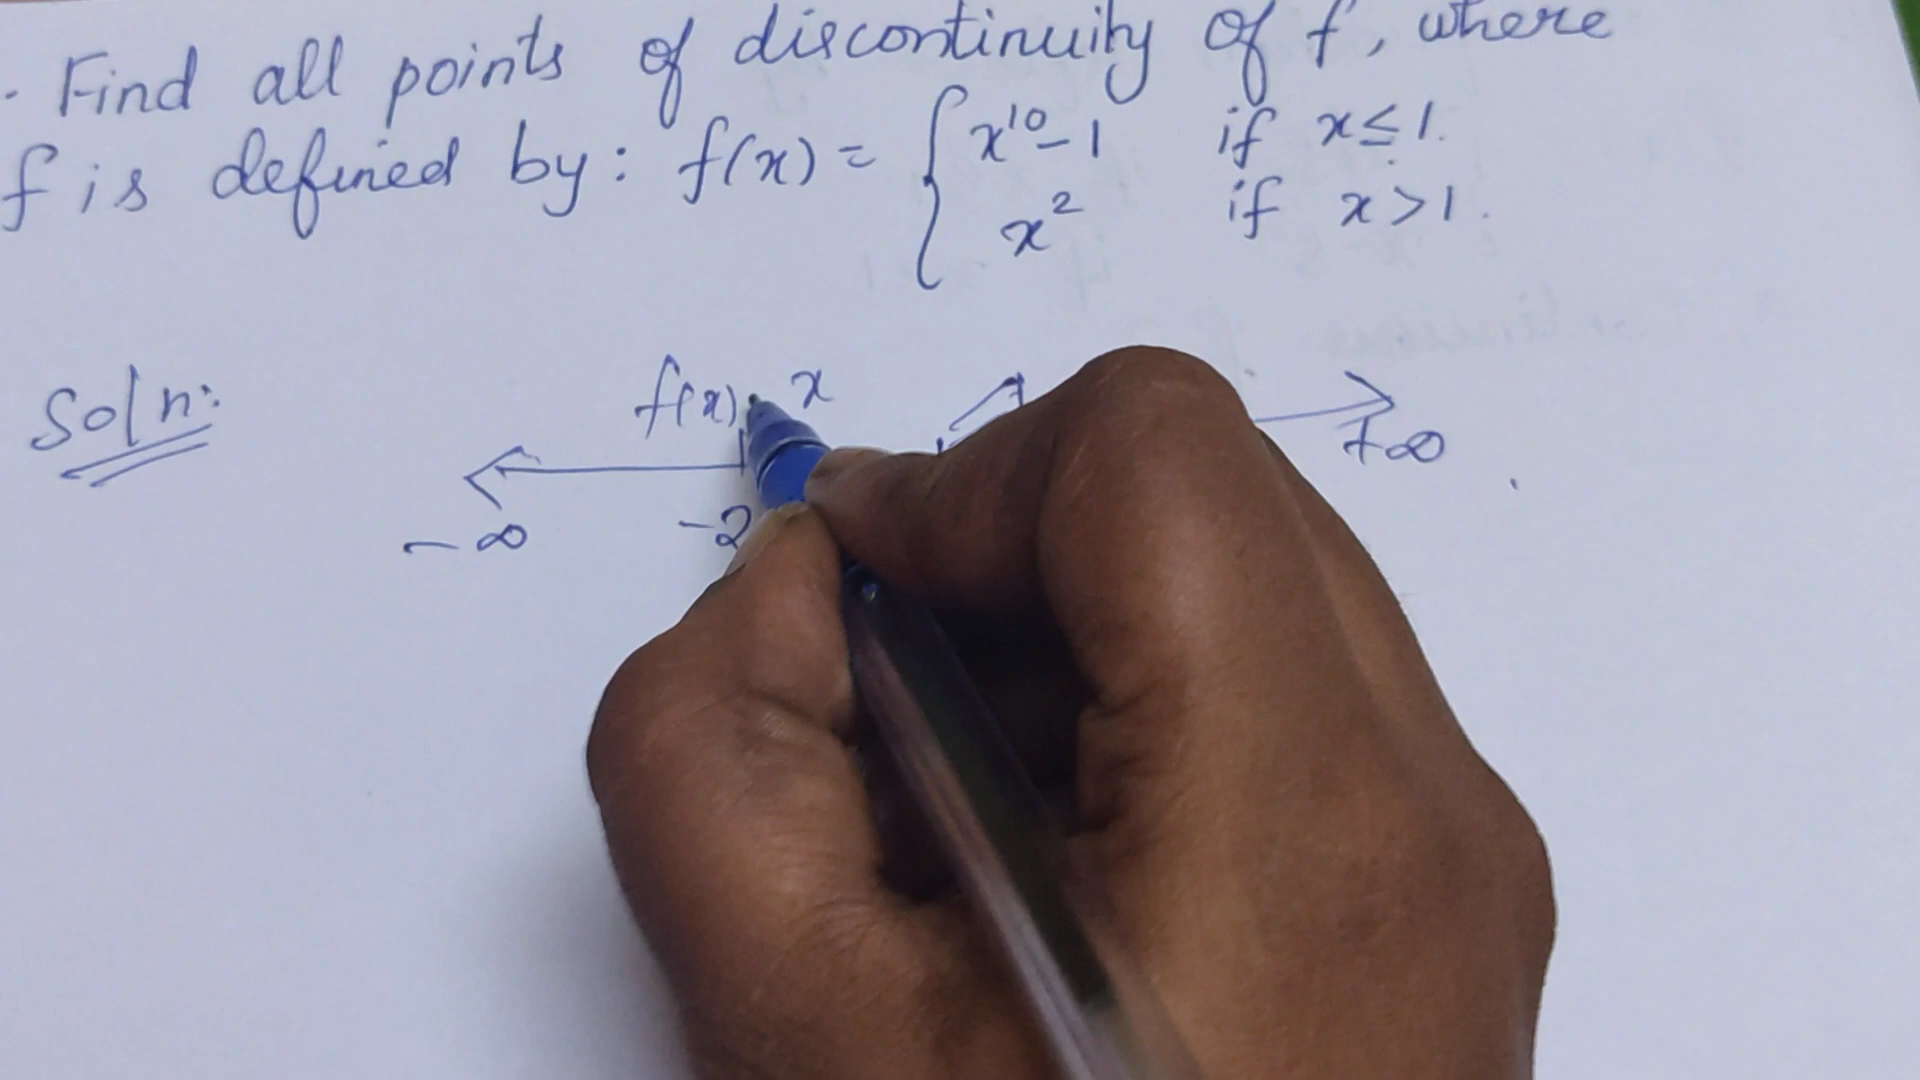 . Find all points of discontinuity of f, where
f is defined by: f(x) = { x¹⁰-1 if x ≤ 1.
x² if x > 1.
Soln:
f(x) x
+∞
-∞ -2